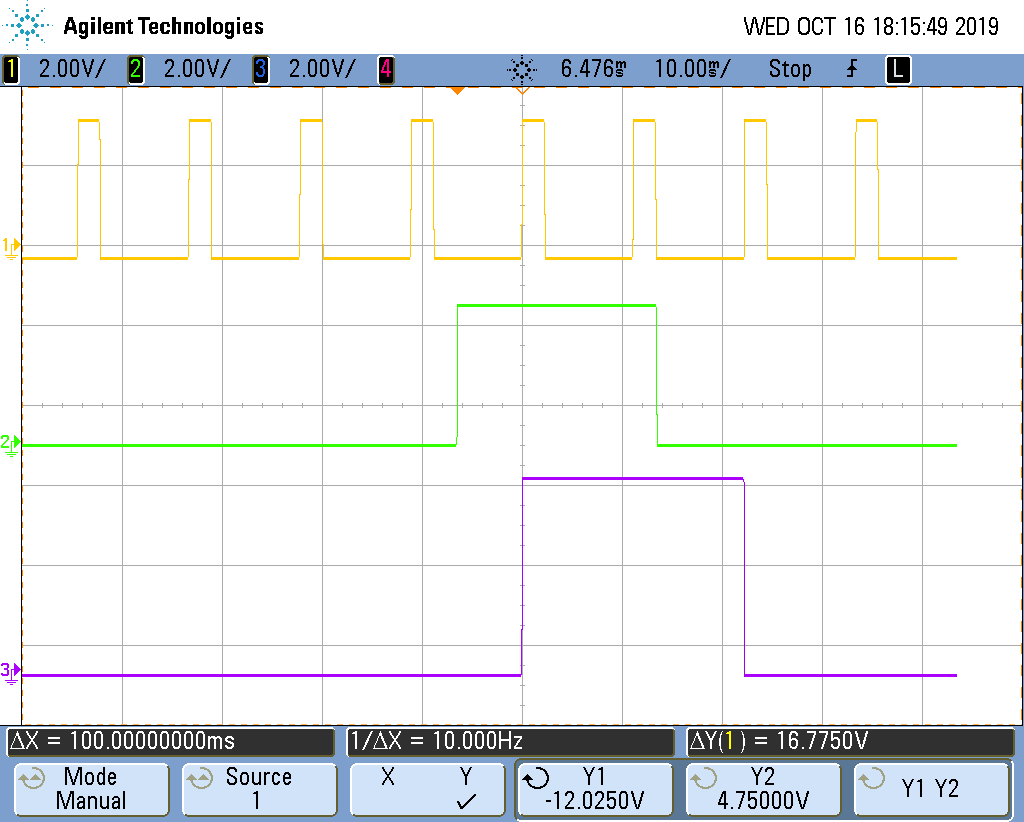 Agilent Technologies WED OCT 16 18:15:49 2019
1 2.00V/ 2 2.00V/ 3 2.00V/ 4 6.476ms 10.00ms/ Stop L
1
2
3
ΔX = 100.00000000ms 1/ΔX = 10.000Hz ΔY(1) = 16.7750V
Mode Source X Y Y1 Y2 Y1 Y2
Manual 1 ✓ -12.0250V 4.75000V